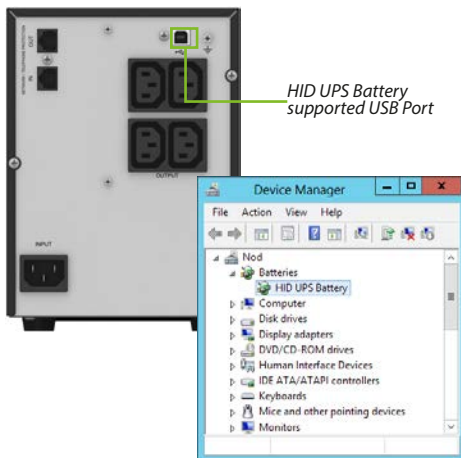 OUT
IN
NETWORK / TELEPHONE PROTECTION
HID UPS Battery
supported USB Port
OUTPUT
INPUT
Device Manager
File Action View Help
Nod
Batteries
HID UPS Battery
Computer
Disk drives
Display adapters
DVD/CD-ROM drives
Human Interface Devices
IDE ATA/ATAPI controllers
Keyboards
Mice and other pointing devices
Monitors